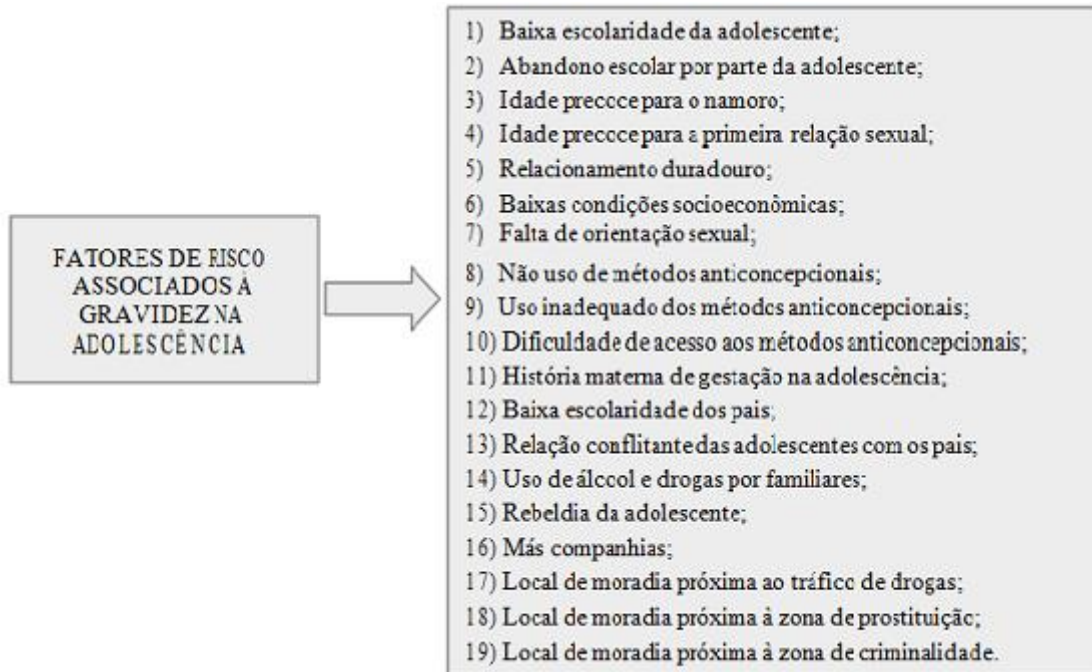 FATORES DE RISCO
ASSOCIADOS À
GRAVIDEZ NA
ADOLESCÊNCIA
1) Baixa escolaridade da adolescente;
2) Abandono escolar por parte da adolescente;
3) Idade precoce para o namoro;
4) Idade precoce para a primeira relação sexual;
5) Relacionamento duradouro;
6) Baixas condições socioeconômicas;
7) Falta de orientação sexual;
8) Não uso de métodos anticoncepcionais;
9) Uso inadequado dos métodos anticoncepcionais;
10) Dificuldade de acesso aos métodos anticoncepcionais;
11) História materna de gestação na adolescência;
12) Baixa escolaridade dos pais;
13) Relação conflitante das adolescentes com os pais;
14) Uso de álcool e drogas por familiares;
15) Rebeldia da adolescente;
16) Más companhias;
17) Local de moradia próxima ao tráfico de drogas;
18) Local de moradia próxima à zona de prostituição;
19) Local de moradia próxima à zona de criminalidade.